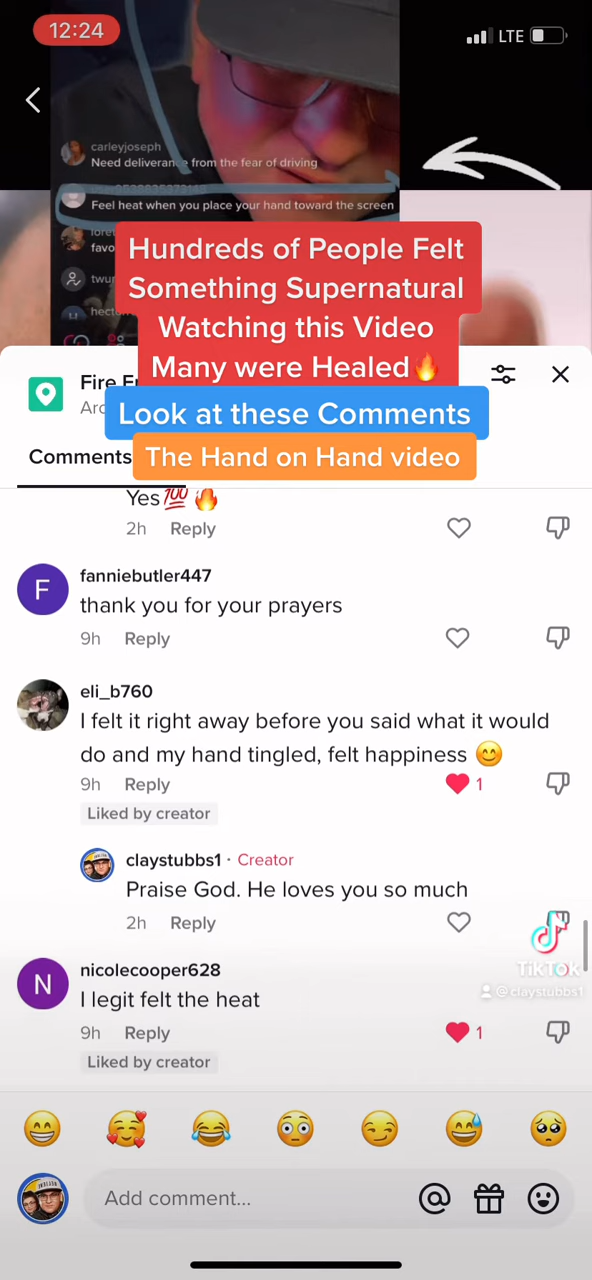 12:24
LTE
carleyjoseph
Need deliverance from the fear of driving
Feel heat when you place your hand toward the screen
favo
twu
hect
Hundreds of People Felt
Something Supernatural
Watching this Video
Many were Healed🔥
Look at these Comments
The Hand on Hand video
Fire
Comments
Yes💯 🔥
2h Reply
F
fanniebutler447
thank you for your prayers
9h Reply
eli_b760
I felt it right away before you said what it would
do and my hand tingled, felt happiness 😊
9h Reply 1
Liked by creator
claystubbs1 · Creator
Praise God. He loves you so much
2h Reply
TikTok
@claystubbs1
N
nicolecooper628
I legit felt the heat
9h Reply 1
Liked by creator
Add comment...